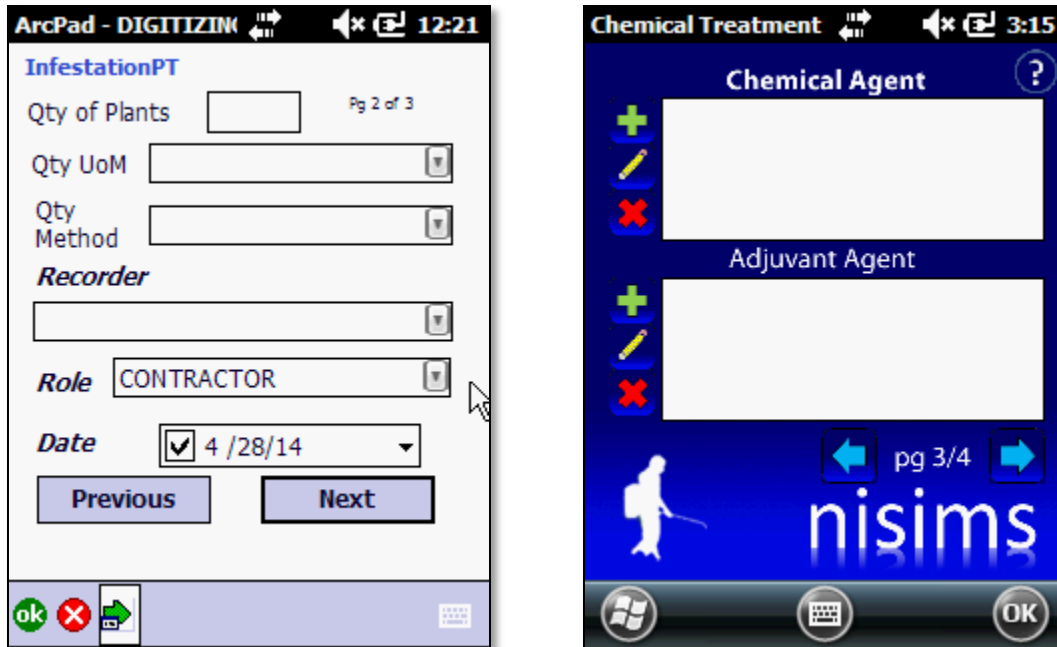 ArcPad - DIGITIZIN 12:21
InfestationPT
Qty of Plants Pg 2 of 3
Qty UoM
Qty
Method
Recorder
Role CONTRACTOR
Date 4 /28/14
Previous Next
ok
Chemical Treatment 3:15
Chemical Agent ?
Adjuvant Agent
pg 3/4
nisims
OK